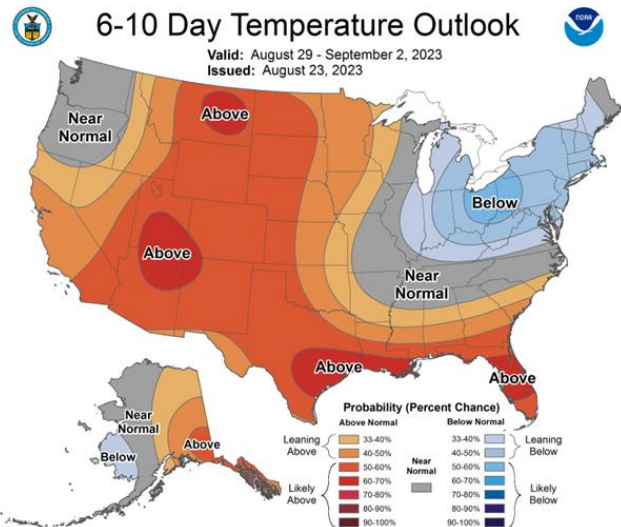 6-10 Day Temperature Outlook
Valid: August 29 - September 2, 2023
Issued: August 23, 2023
NOAA
Near
Normal
Above
Below
Above
Near
Normal
Above
Above
Near
Normal
Below
Above
Probability (Percent Chance)
Above Normal
Below Normal
Leaning
Above
33-40%
40-50%
50-60%
60-70%
70-80%
80-90%
90-100%
Likely
Above
Near
Normal
33-40%
40-50%
50-60%
60-70%
70-80%
80-90%
90-100%
Leaning
Below
Likely
Below